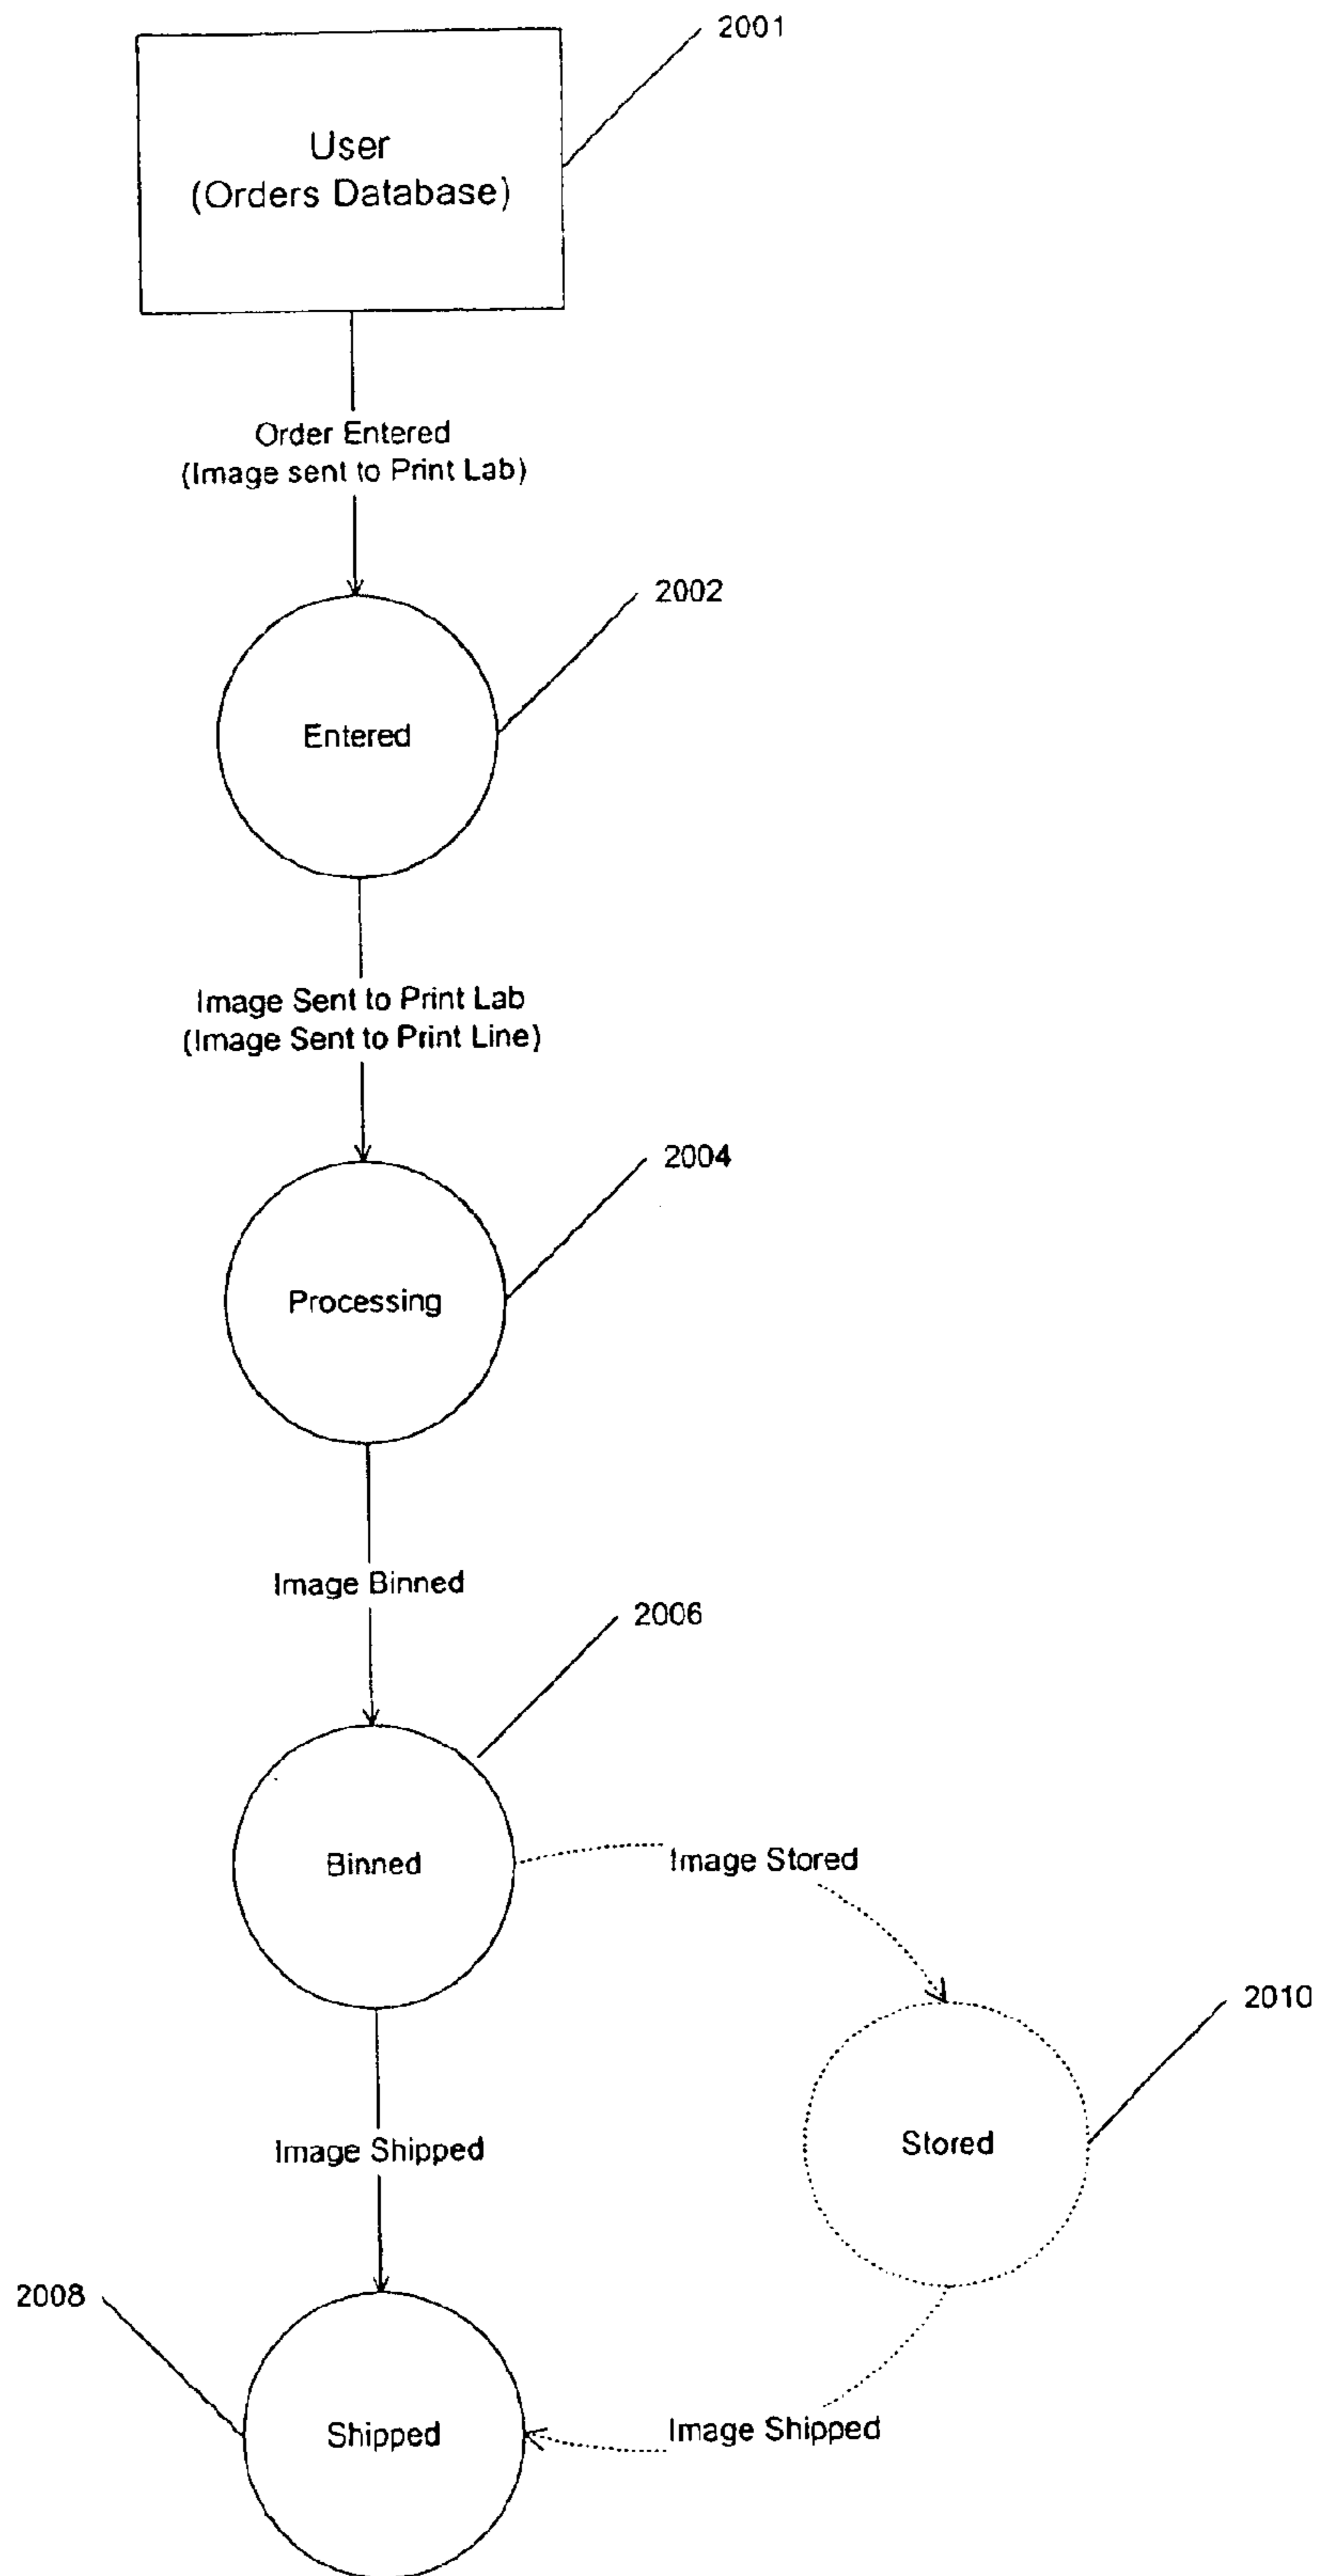 2001
User
(Orders Database)
Order Entered
(Image sent to Print Lab)
2002
Entered
Image Sent to Print Lab
(Image Sent to Print Line)
2004
Processing
Image Binned
2006
Binned
Image Stored
2010
Stored
Image Shipped
2008
Shipped
Image Shipped